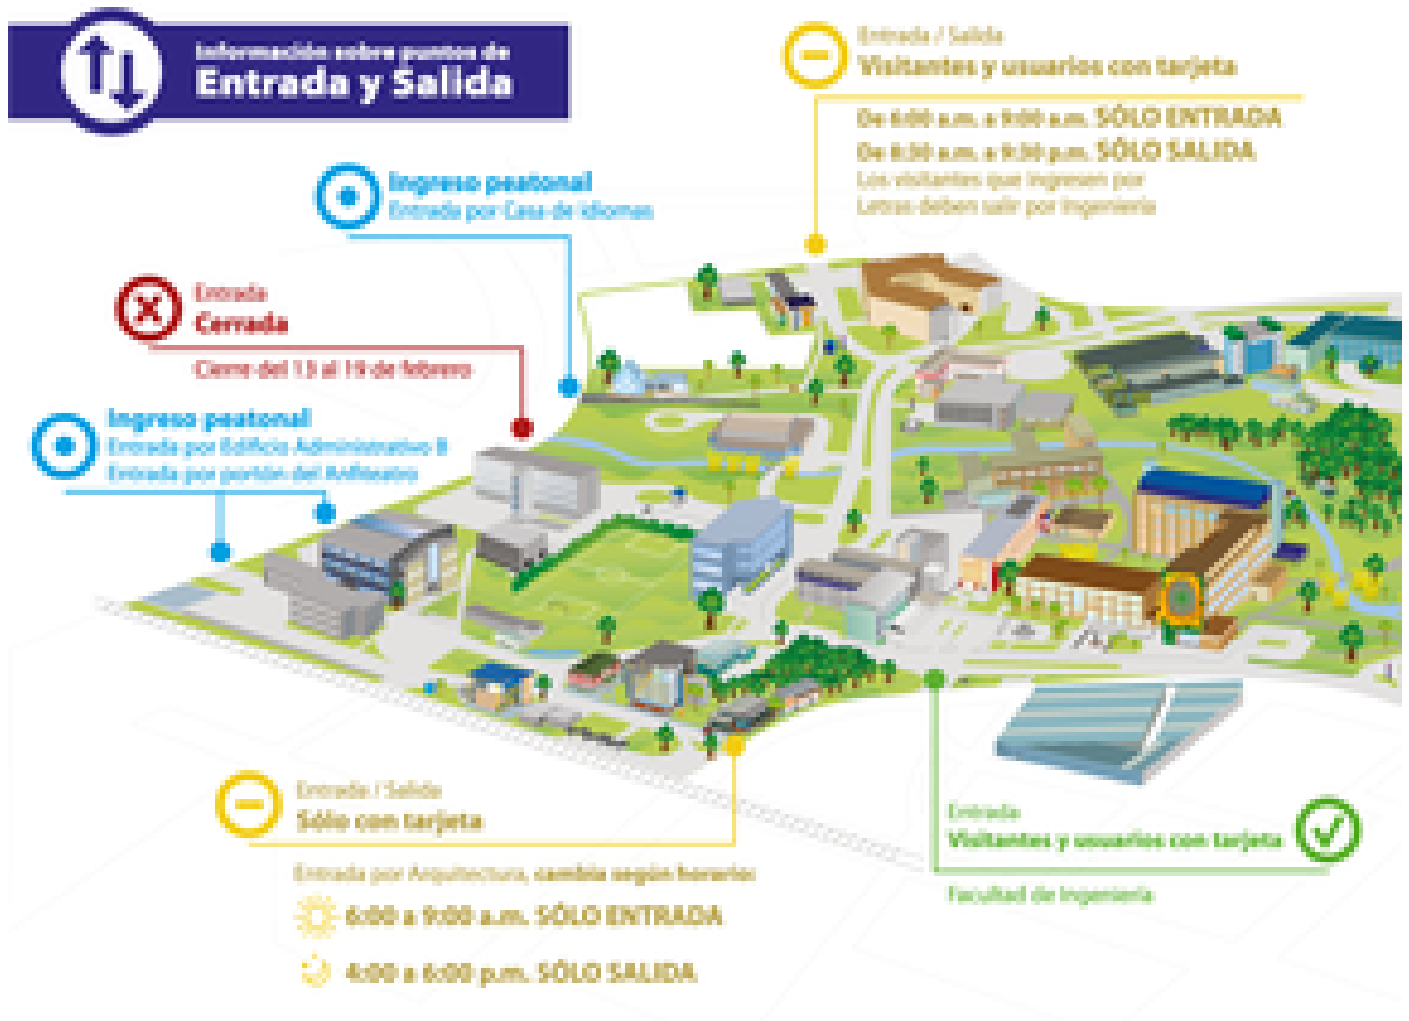 Información sobre puntos de
Entrada y Salida
Entrada / Salida
Visitantes y usuarios con tarjeta
De 6:00 a.m. a 9:00 a.m. SÓLO ENTRADA
De 8:30 a.m. a 9:30 p.m. SÓLO SALIDA
Los visitantes que ingresen por
Letras deben salir por Ingeniería
Ingreso peatonal
Entrada por Casa de Idiomas
Entrada
Cerrada
Cierre del 13 al 19 de febrero
Ingreso peatonal
Entrada por Edificio Administrativo B
Entrada por portón del Anfiteatro
Entrada / Salida
Sólo con tarjeta
Entrada por Arquitectura, cambia según horario:
6:00 a 9:00 a.m. SÓLO ENTRADA
4:00 a 6:00 p.m. SÓLO SALIDA
Entrada
Visitantes y usuarios con tarjeta
Facultad de Ingeniería